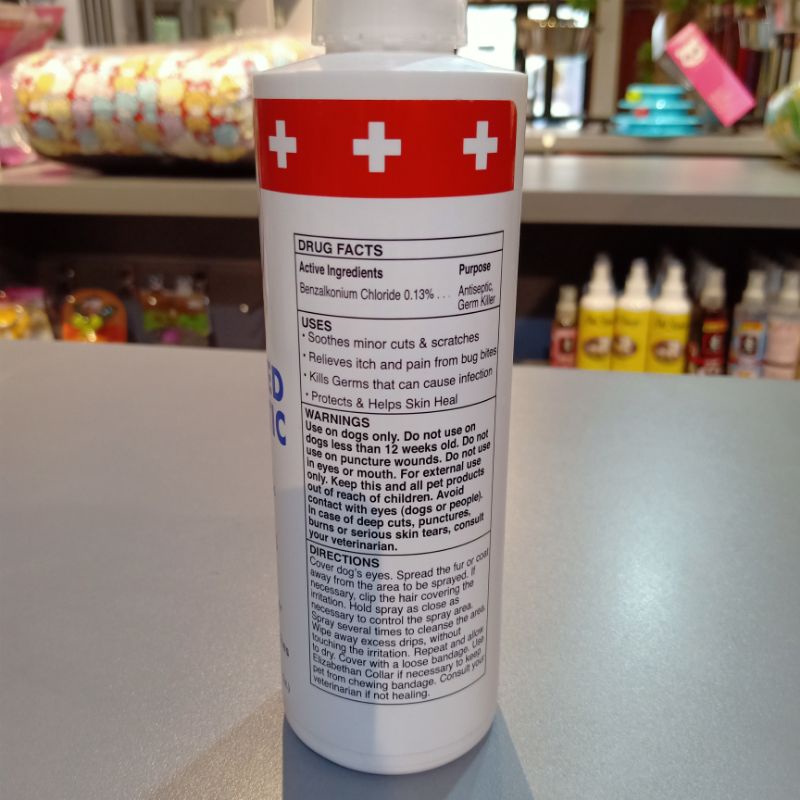 DRUG FACTS
Active Ingredients Purpose
Benzalkonium Chloride 0.13% . . . Antiseptic,
Germ Killer
USES
• Soothes minor cuts & scratches
• Relieves itch and pain from bug bites
• Kills Germs that can cause infection
• Protects & Helps Skin Heal
WARNINGS
Use on dogs only. Do not use on
dogs less than 12 weeks old. Do not
use on puncture wounds. Do not use
in eyes or mouth. For external use
only. Keep this and all pet products
out of reach of children. Avoid
contact with eyes (dogs or people).
in case of deep cuts, punctures,
burns or serious skin tears, consult
your veterinarian.
DIRECTIONS
Cover dog's eyes. Spread the fur or coat
away from the area to be sprayed. If
necessary, clip the hair covering the
irritation. Hold spray as close as
necessary to control the spray area.
Spray several times to cleanse the area.
Wipe away excess drips, without
touching the irritation. Repeat and allow
to dry. Cover with a loose bandage. Use
Elizabethan Collar if necessary to keep
pet from chewing bandage. Consult your
veterinarian if not healing.
ED
IC